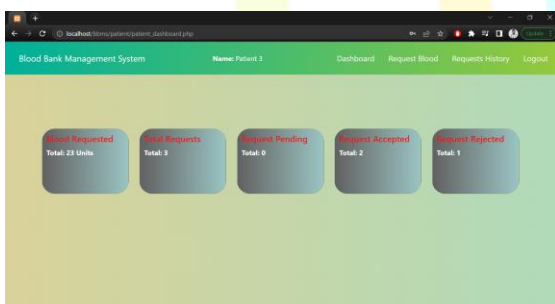 localhost/bbms/patient/patient_dashboard.php
Update
Blood Bank Management System
Name: Patient 3
Dashboard
Request Blood
Requests History
Logout
Blood Requested
Total: 23 Units
Total Requests
Total: 3
Request Pending
Total: 0
Request Accepted
Total: 2
Request Rejected
Total: 1